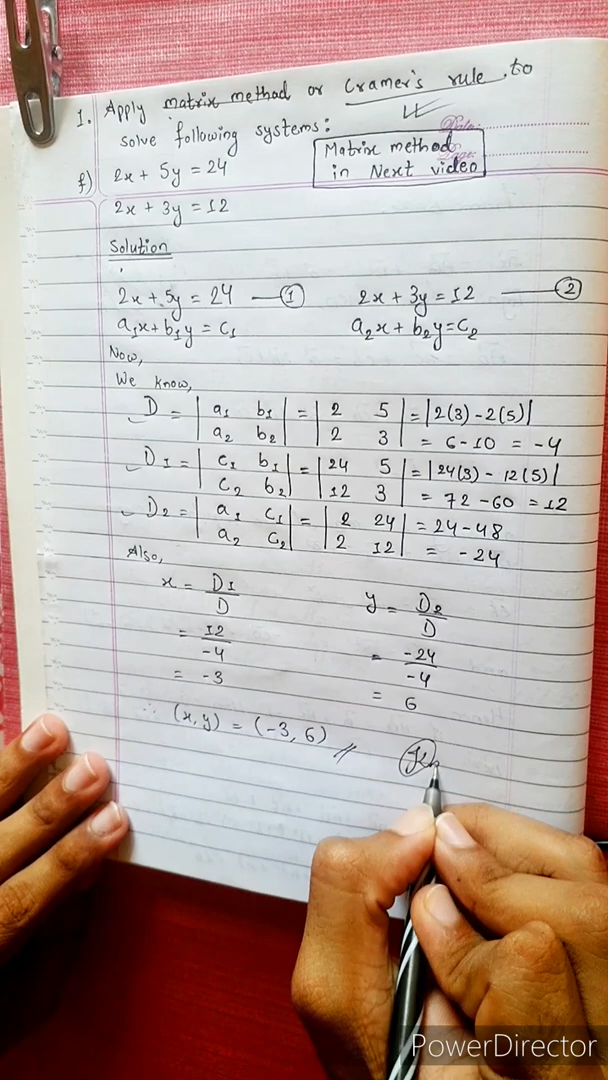 1. Apply matrix method or Cramer's rule to
solve following systems:
Matrix method
in Next video
f) 2x + 5y = 24
2x + 3y = 12
Solution
2x + 5y = 24 — ①
2x + 3y = 12 — ②
a₁x + b₁y = c₁
a₂x + b₂y = c₂
Now,
We know,
D = | a₁ b₁ | = | 2 5 | = |2(3) - 2(5)|
| a₂ b₂ | | 2 3 | = 6 - 10 = -4
D₁ = | c₁ b₁ | = | 24 5 | = |24(3) - 12(5)|
| c₂ b₂ | | 12 3 | = 72 - 60 = 12
D₂ = | a₁ c₁ | = | 2 24 | = 24 - 48
| a₂ c₂ | | 2 12 | = -24
Also,
x = D₁/D
= 12/-4
= -3
y = D₂/D
= -24/-4
= 6
∴ (x, y) = (-3, 6) //
PowerDirector